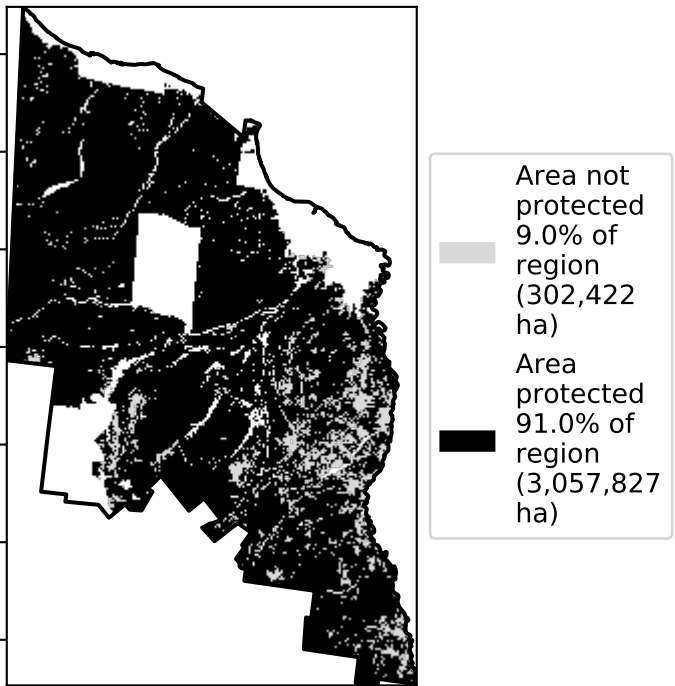 Area not
protected
9.0% of
region
(302,422
ha)
Area
protected
91.0% of
region
(3,057,827
ha)